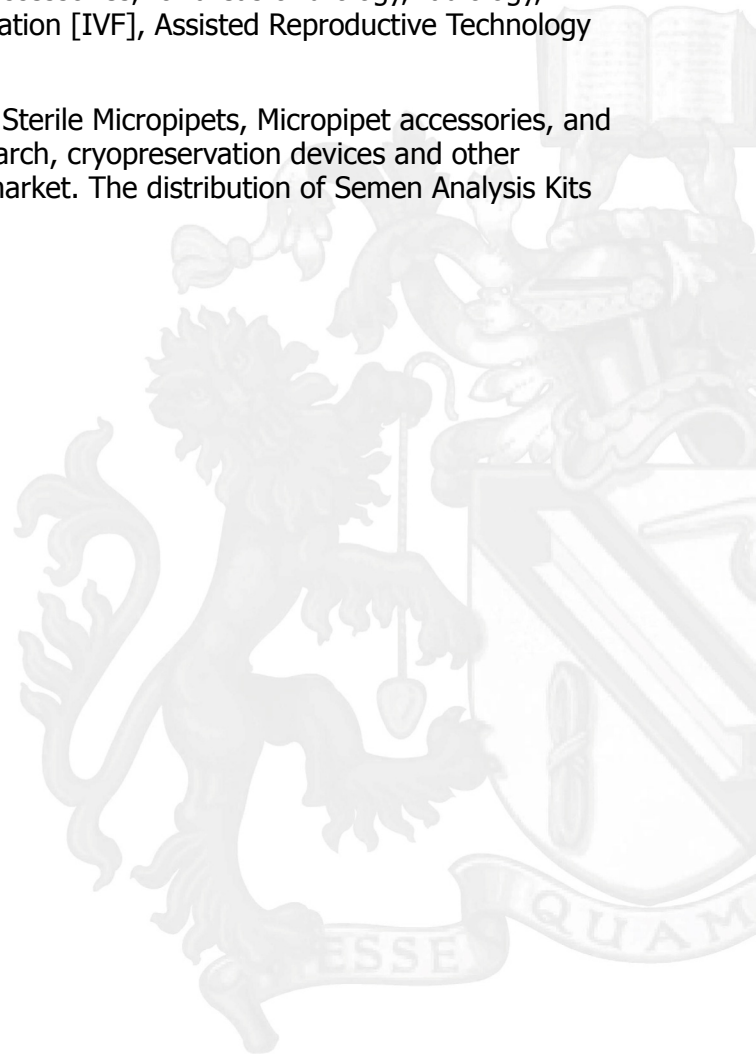 ation [IVF], Assisted Reproductive Technology
Sterile Micropipets, Micropipet accessories, and
arch, cryopreservation devices and other
market. The distribution of Semen Analysis Kits
ESSE QUAM